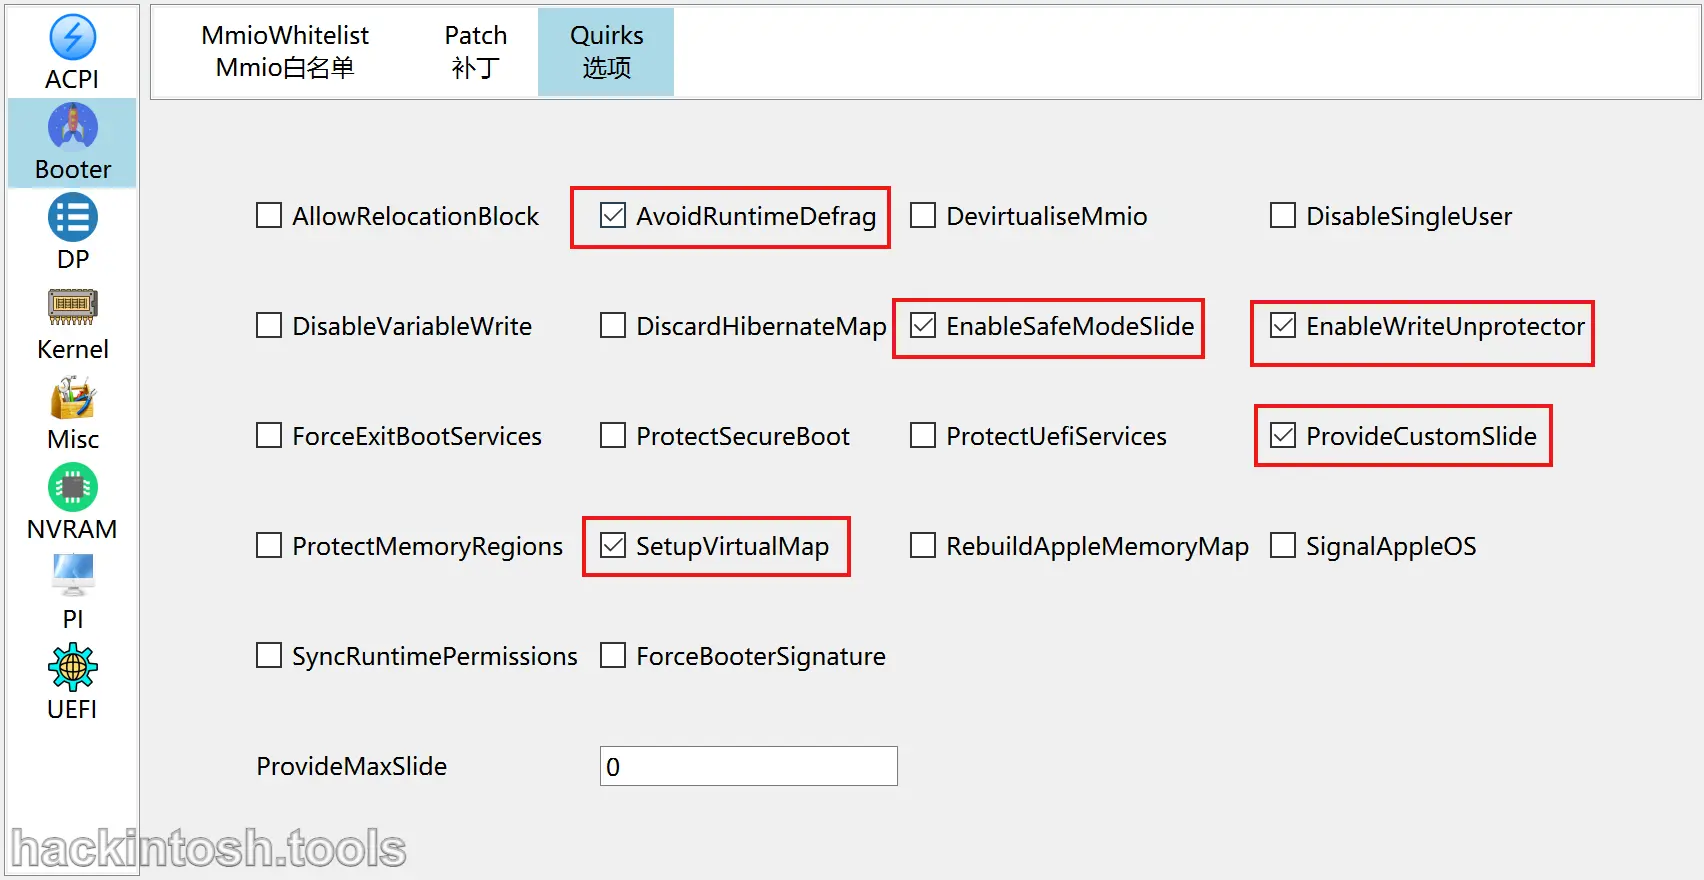 ACPI
Booter
DP
Kernel
Misc
NVRAM
PI
UEFI
MmioWhitelist
Mmio白名单
Patch
补丁
Quirks
选项
AllowRelocationBlock
AvoidRuntimeDefrag
DevirtualiseMmio
DisableSingleUser
DisableVariableWrite
DiscardHibernateMap
EnableSafeModeSlide
EnableWriteUnprotector
ForceExitBootServices
ProtectSecureBoot
ProtectUefiServices
ProvideCustomSlide
ProtectMemoryRegions
SetupVirtualMap
RebuildAppleMemoryMap
SignalAppleOS
SyncRuntimePermissions
ForceBooterSignature
ProvideMaxSlide
0
hackintosh.tools